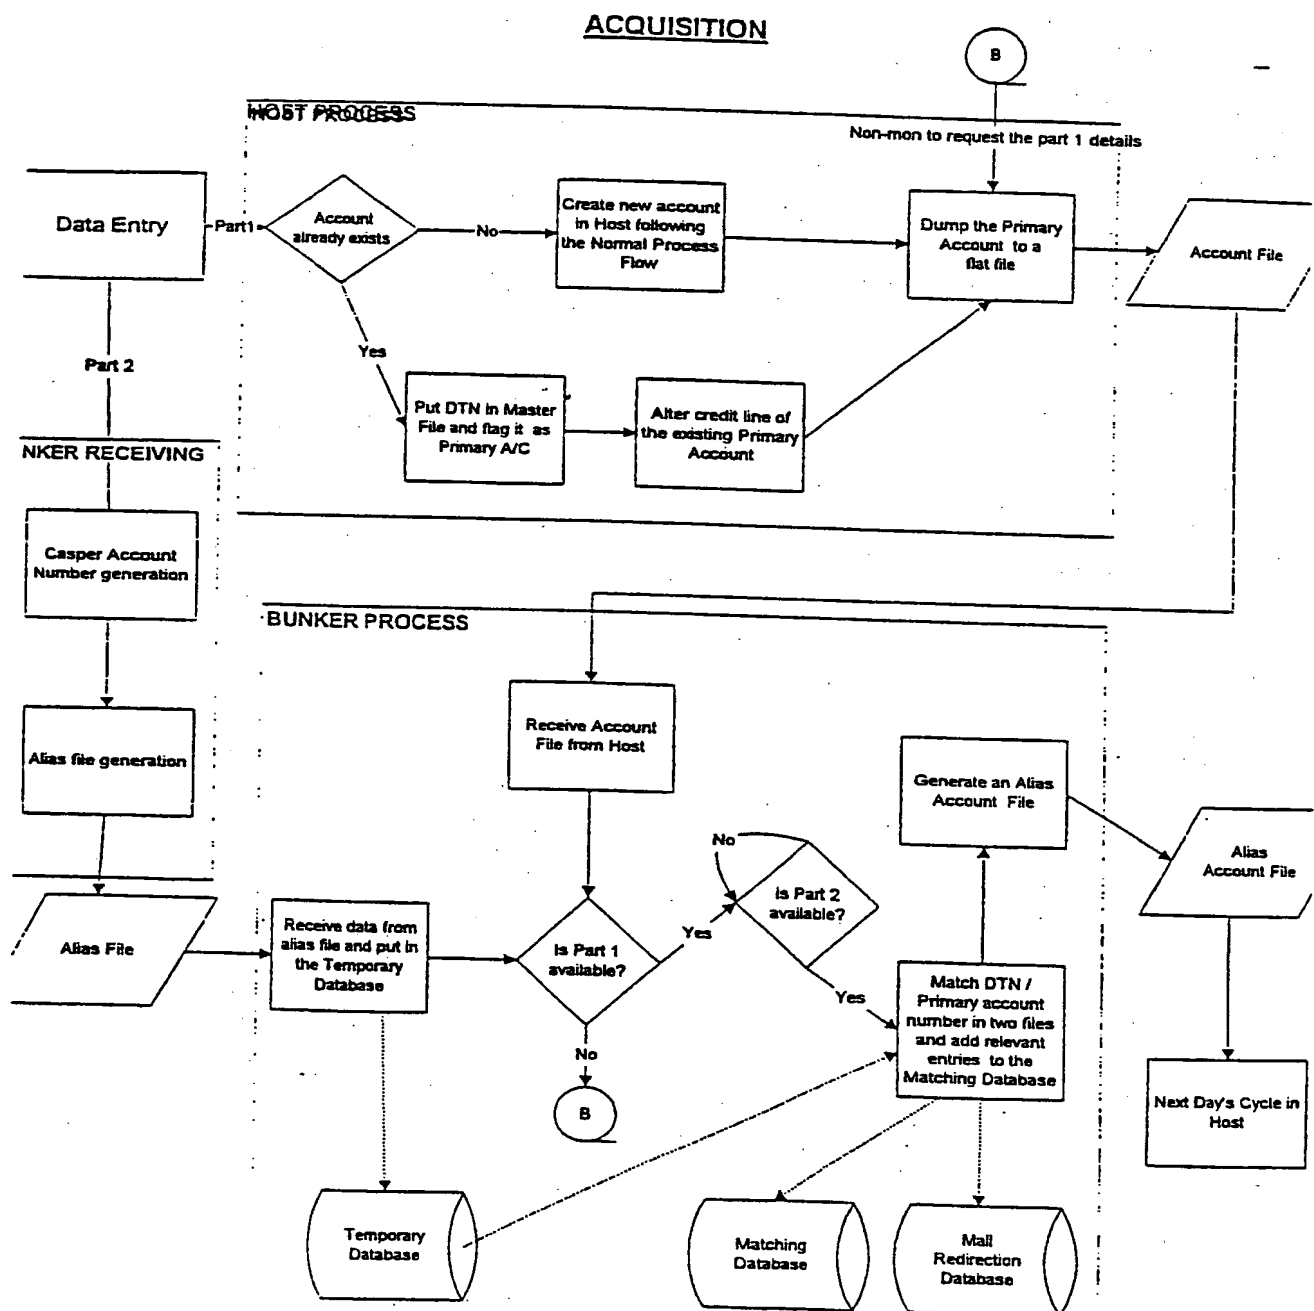 ACQUISITION
B
HOST PROCESS
Non-mon to request the part 1 details
Data Entry
Part1
Account
already exists
No
Create new account
in Host following
the Normal Process
Flow
Dump the Primary
Account to a
flat file
Account File
Yes
Part 2
Put DTN in Master
File and flag it as
Primary A/C
Alter credit line of
the existing Primary
Account
NKER RECEIVING
Casper Account
Number generation
BUNKER PROCESS
Alias file generation
Receive Account
File from Host
Generate an Alias
Account File
No
Is Part 2
available?
Alias
Account File
Alias File
Receive data from
alias file and put in
the Temporary
Database
Is Part 1
available?
Yes
Yes
Match DTN /
Primary account
number in two files
and add relevant
entries to the
Matching Database
No
B
Next Day's Cycle in
Host
Temporary
Database
Matching
Database
Mail
Redirection
Database